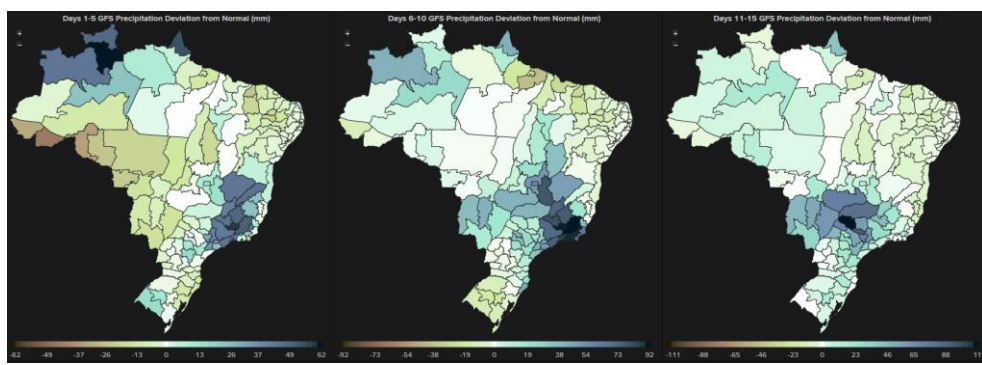 Days 1-5 GFS Precipitation Deviation from Normal (mm)
+
−
-62 -49 -37 -26 -13 0 13 26 37 49 62
Days 6-10 GFS Precipitation Deviation from Normal (mm)
+
−
-92 -73 -54 -38 -19 0 19 38 54 73 92
Days 11-15 GFS Precipitation Deviation from Normal (mm)
+
−
-111 -88 -65 -46 -23 0 23 46 65 88 11